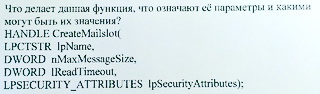 Что делает данная функция, что означают её параметры и какими
могут быть их значения?
HANDLE CreateMailslot(
LPCTSTR lpName,
DWORD nMaxMessageSize,
DWORD lReadTimeout,
LPSECURITY_ATTRIBUTES lpSecurityAttributes);